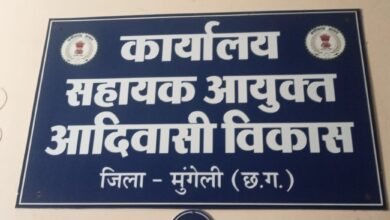 कार्यालय
सहायक आयुक्त
आदिवासी विकास
जिला - मुंगेली (छ.ग.)